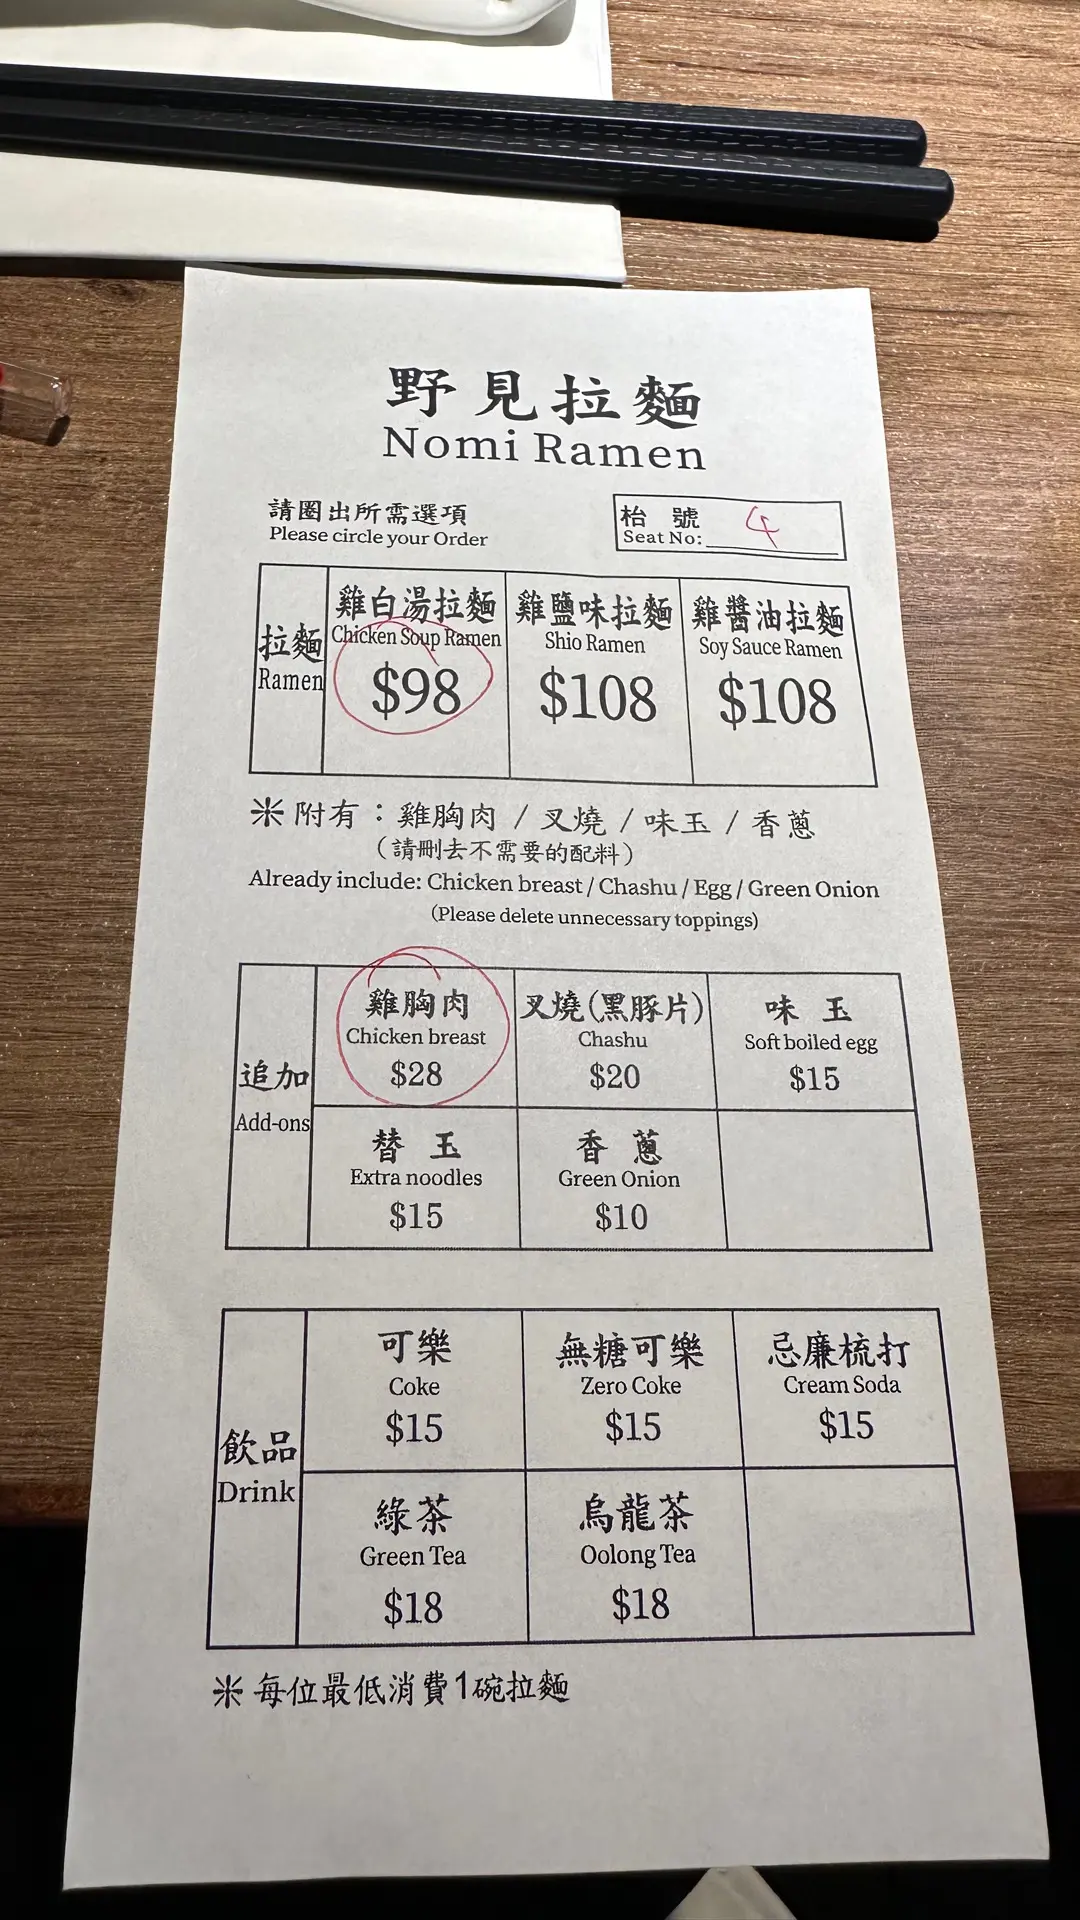 野見拉麵
Nomi Ramen
請圈出所需選項
Please circle your Order
枱 號
Seat No: 4
拉麵
Ramen
雞白湯拉麵
Chicken Soup Ramen
$98
雞鹽味拉麵
Shio Ramen
$108
雞醬油拉麵
Soy Sauce Ramen
$108
※ 附有：雞胸肉 / 叉燒 / 味玉 / 香蔥
（請刪去不需要的配料）
Already include: Chicken breast / Chashu / Egg / Green Onion
(Please delete unnecessary toppings)
追加
Add-ons
雞胸肉
Chicken breast
$28
叉燒(黑豚片)
Chashu
$20
味 玉
Soft boiled egg
$15
替 玉
Extra noodles
$15
香 蔥
Green Onion
$10
飲品
Drink
可樂
Coke
$15
無糖可樂
Zero Coke
$15
忌廉梳打
Cream Soda
$15
綠茶
Green Tea
$18
烏龍茶
Oolong Tea
$18
※ 每位最低消費1碗拉麵